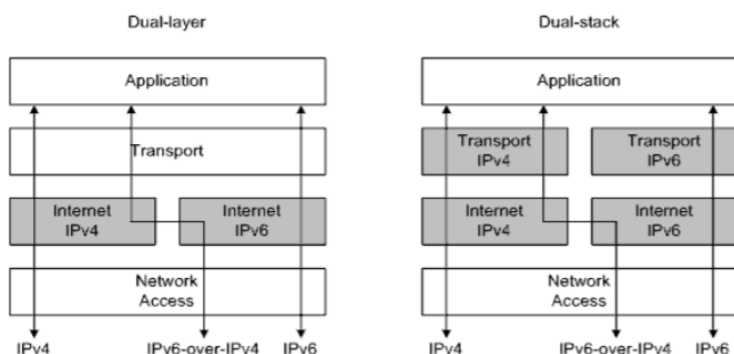 Dual-layer
Dual-stack
Application
Application
Transport
Transport
IPv4
Transport
IPv6
Internet
IPv4
Internet
IPv6
Internet
IPv4
Internet
IPv6
Network
Access
Network
Access
IPv4
IPv6-over-IPv4
IPv6
IPv4
IPv6-over-IPv4
IPv6